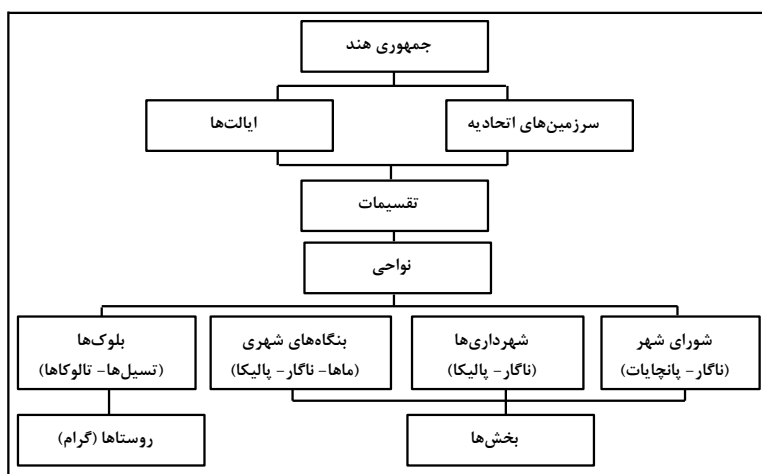 جمهوری هند
سرزمین‌های اتحادیه
ایالت‌ها
تقسیمات
نواحی
شورای شهر
(ناگار- پانچایات)
شهرداری‌ها
(ناگار- پالیکا)
بنگاه‌های شهری
(ماها- ناگار- پالیکا)
بلوک‌ها
(تسیل‌ها- تالوکاها)
بخش‌ها
روستاها (گرام)